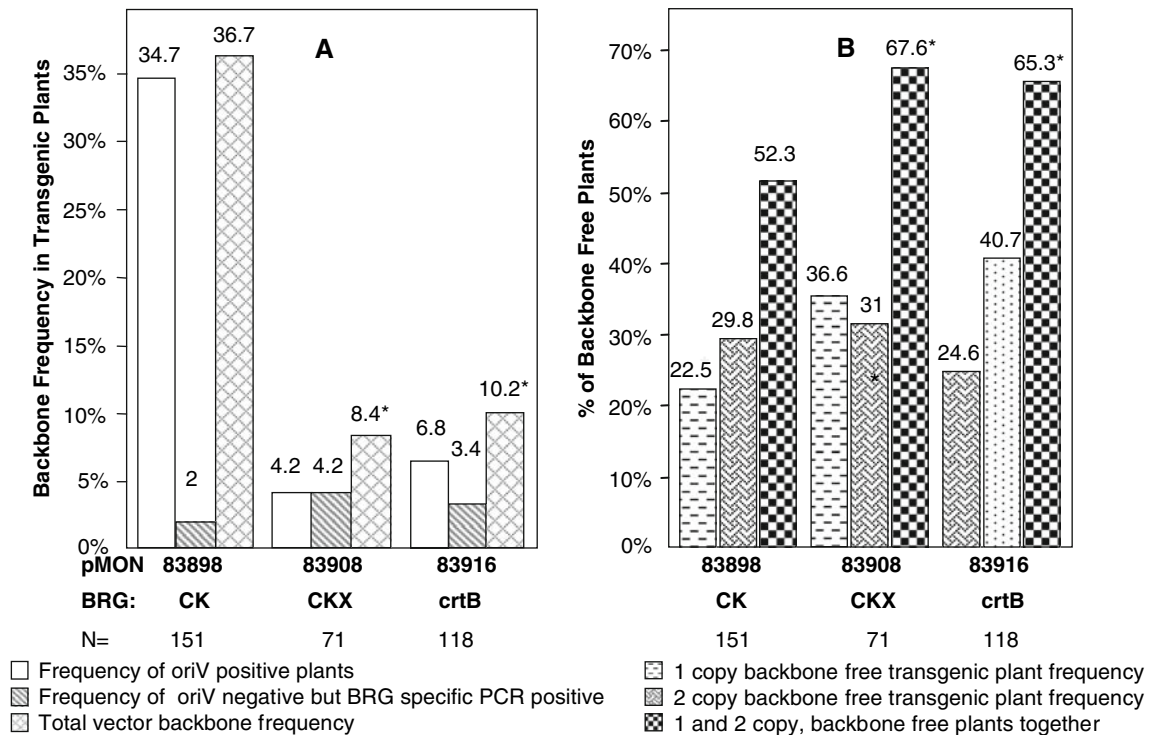 A
Backbone Frequency in Transgenic Plants
35%
30%
25%
20%
15%
10%
5%
0%
34.7
2
36.7
4.2
4.2
8.4*
6.8
3.4
10.2*
B
% of Backbone Free Plants
70%
60%
50%
40%
30%
20%
10%
0%
22.5
29.8
52.3
36.6
31
*
67.6*
24.6
40.7
65.3*
pMON 83898 83908 83916
83898 83908 83916
BRG: CK CKX crtB
CK CKX crtB
N= 151 71 118
151 71 118
Frequency of oriV positive plants
Frequency of oriV negative but BRG specific PCR positive
Total vector backbone frequency
1 copy backbone free transgenic plant frequency
2 copy backbone free transgenic plant frequency
1 and 2 copy, backbone free plants together